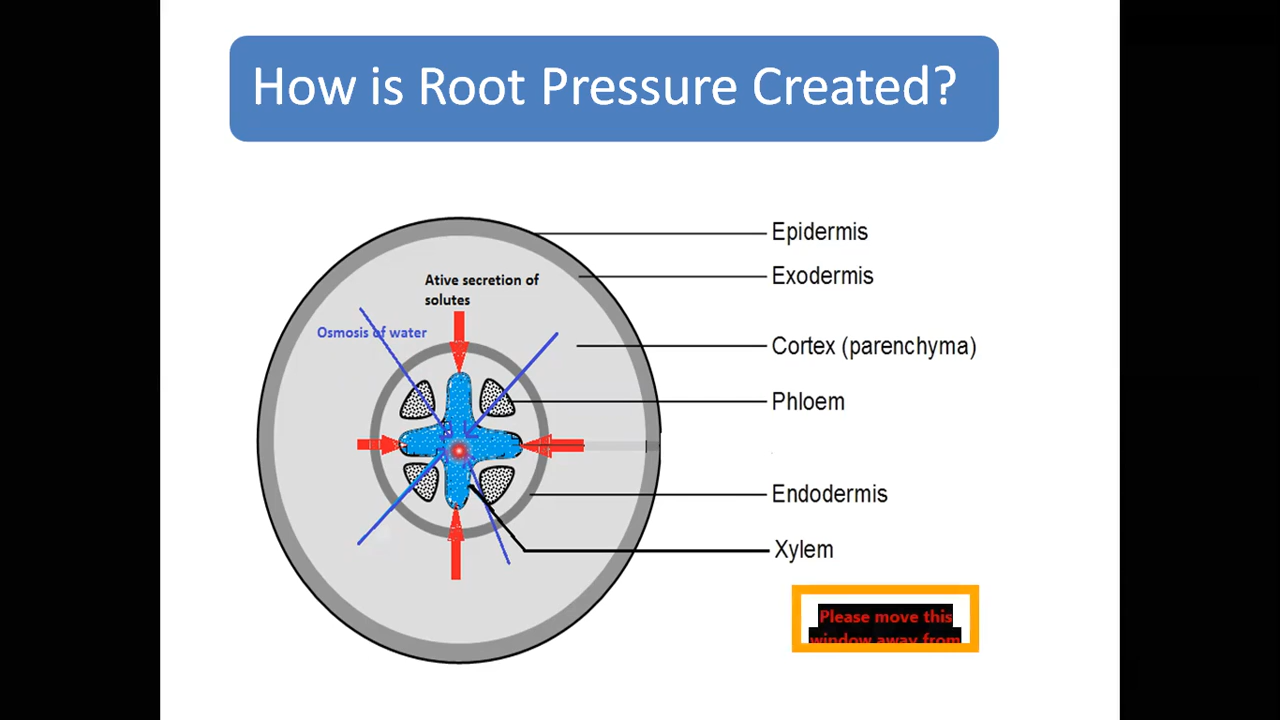 How is Root Pressure Created?
Epidermis
Exodermis
Ative secretion of
solutes
Osmosis of water
Cortex (parenchyma)
Phloem
Endodermis
Xylem
Please move this
window away from